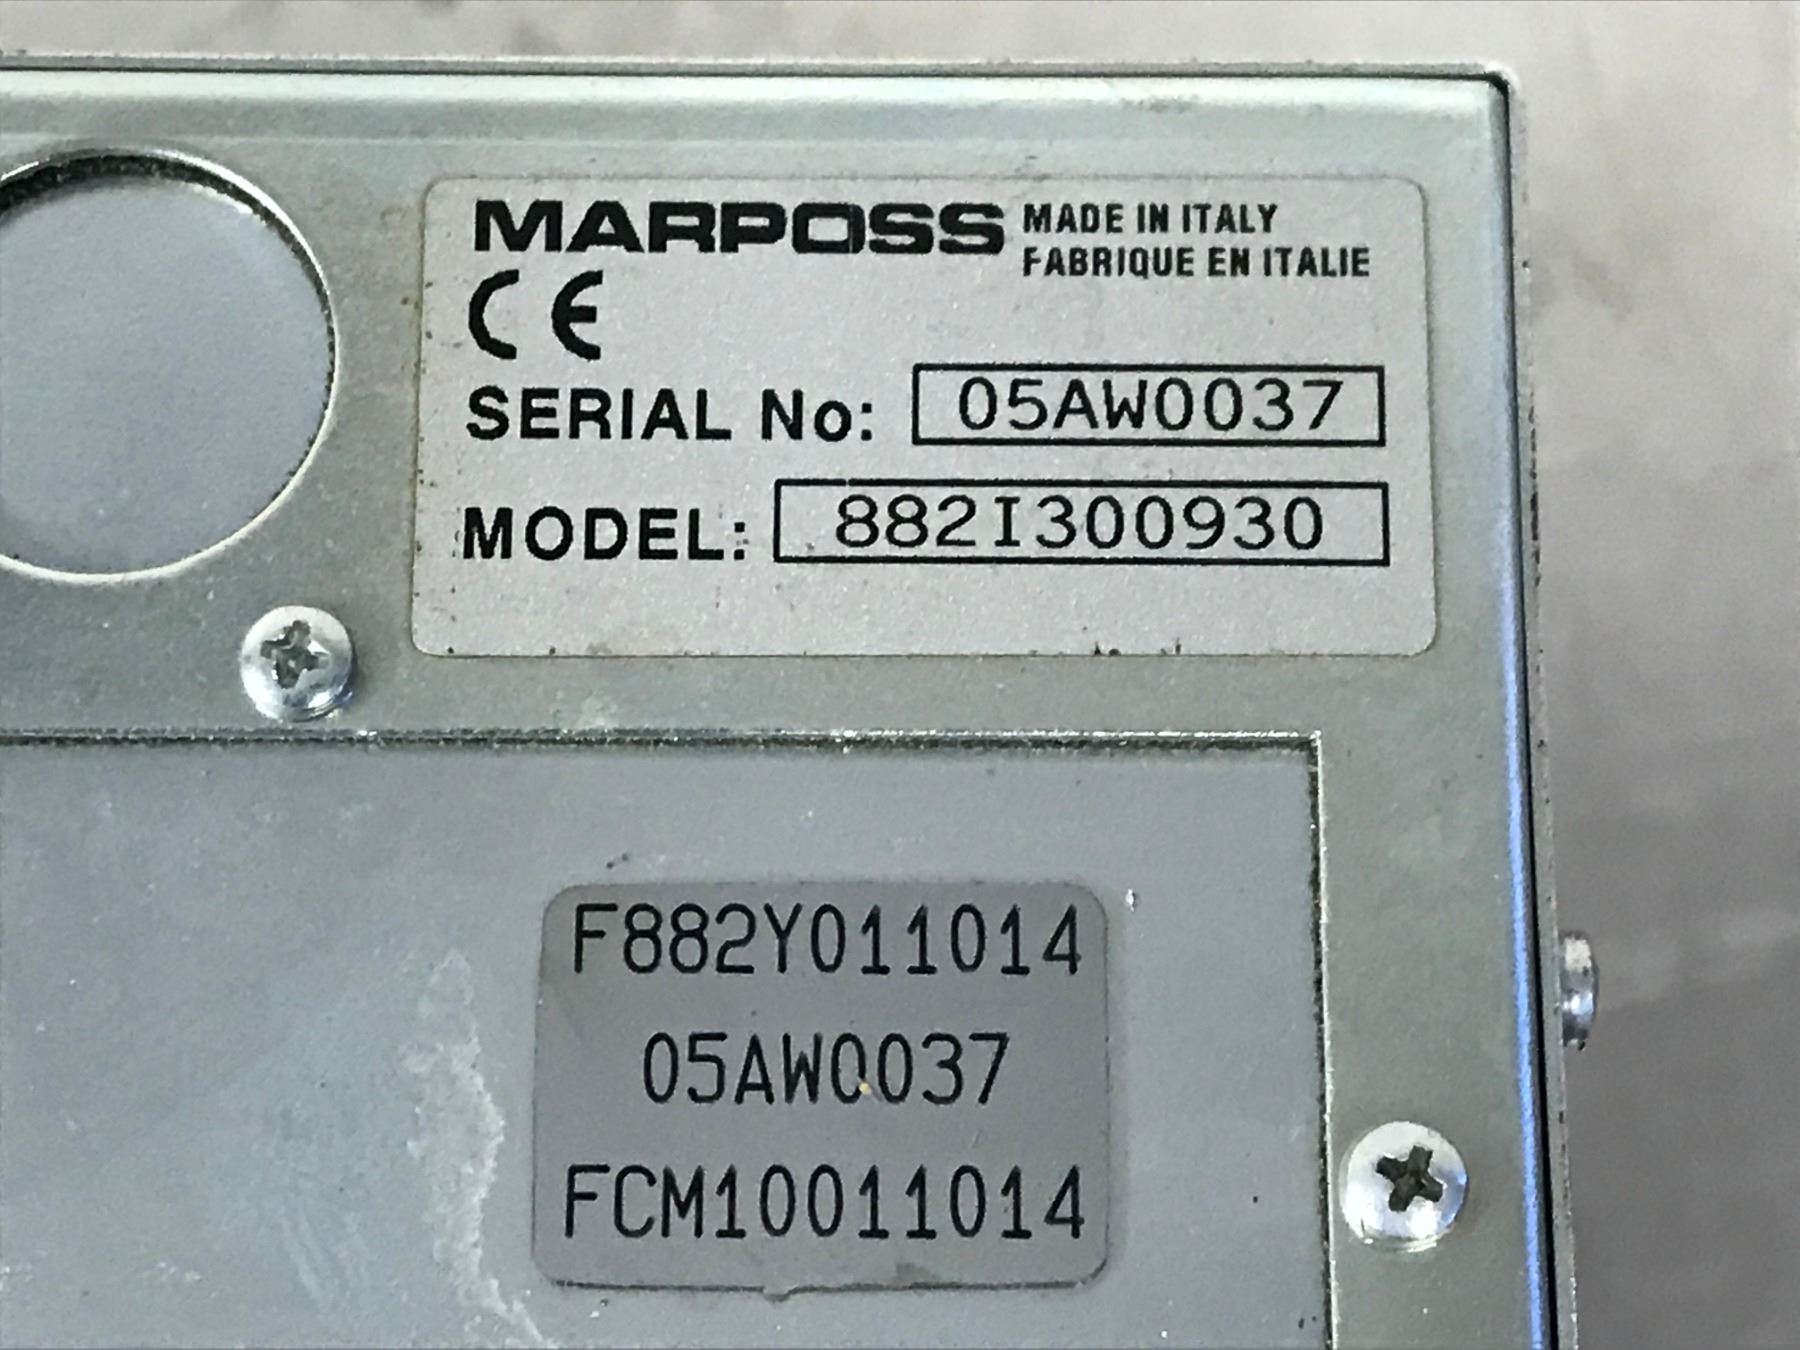 MARPOSS MADE IN ITALY
FABRIQUE EN ITALIE
CE
SERIAL No: 05AW0037
MODEL: 882I300930
F882Y011014
05AW0037
FCM10011014